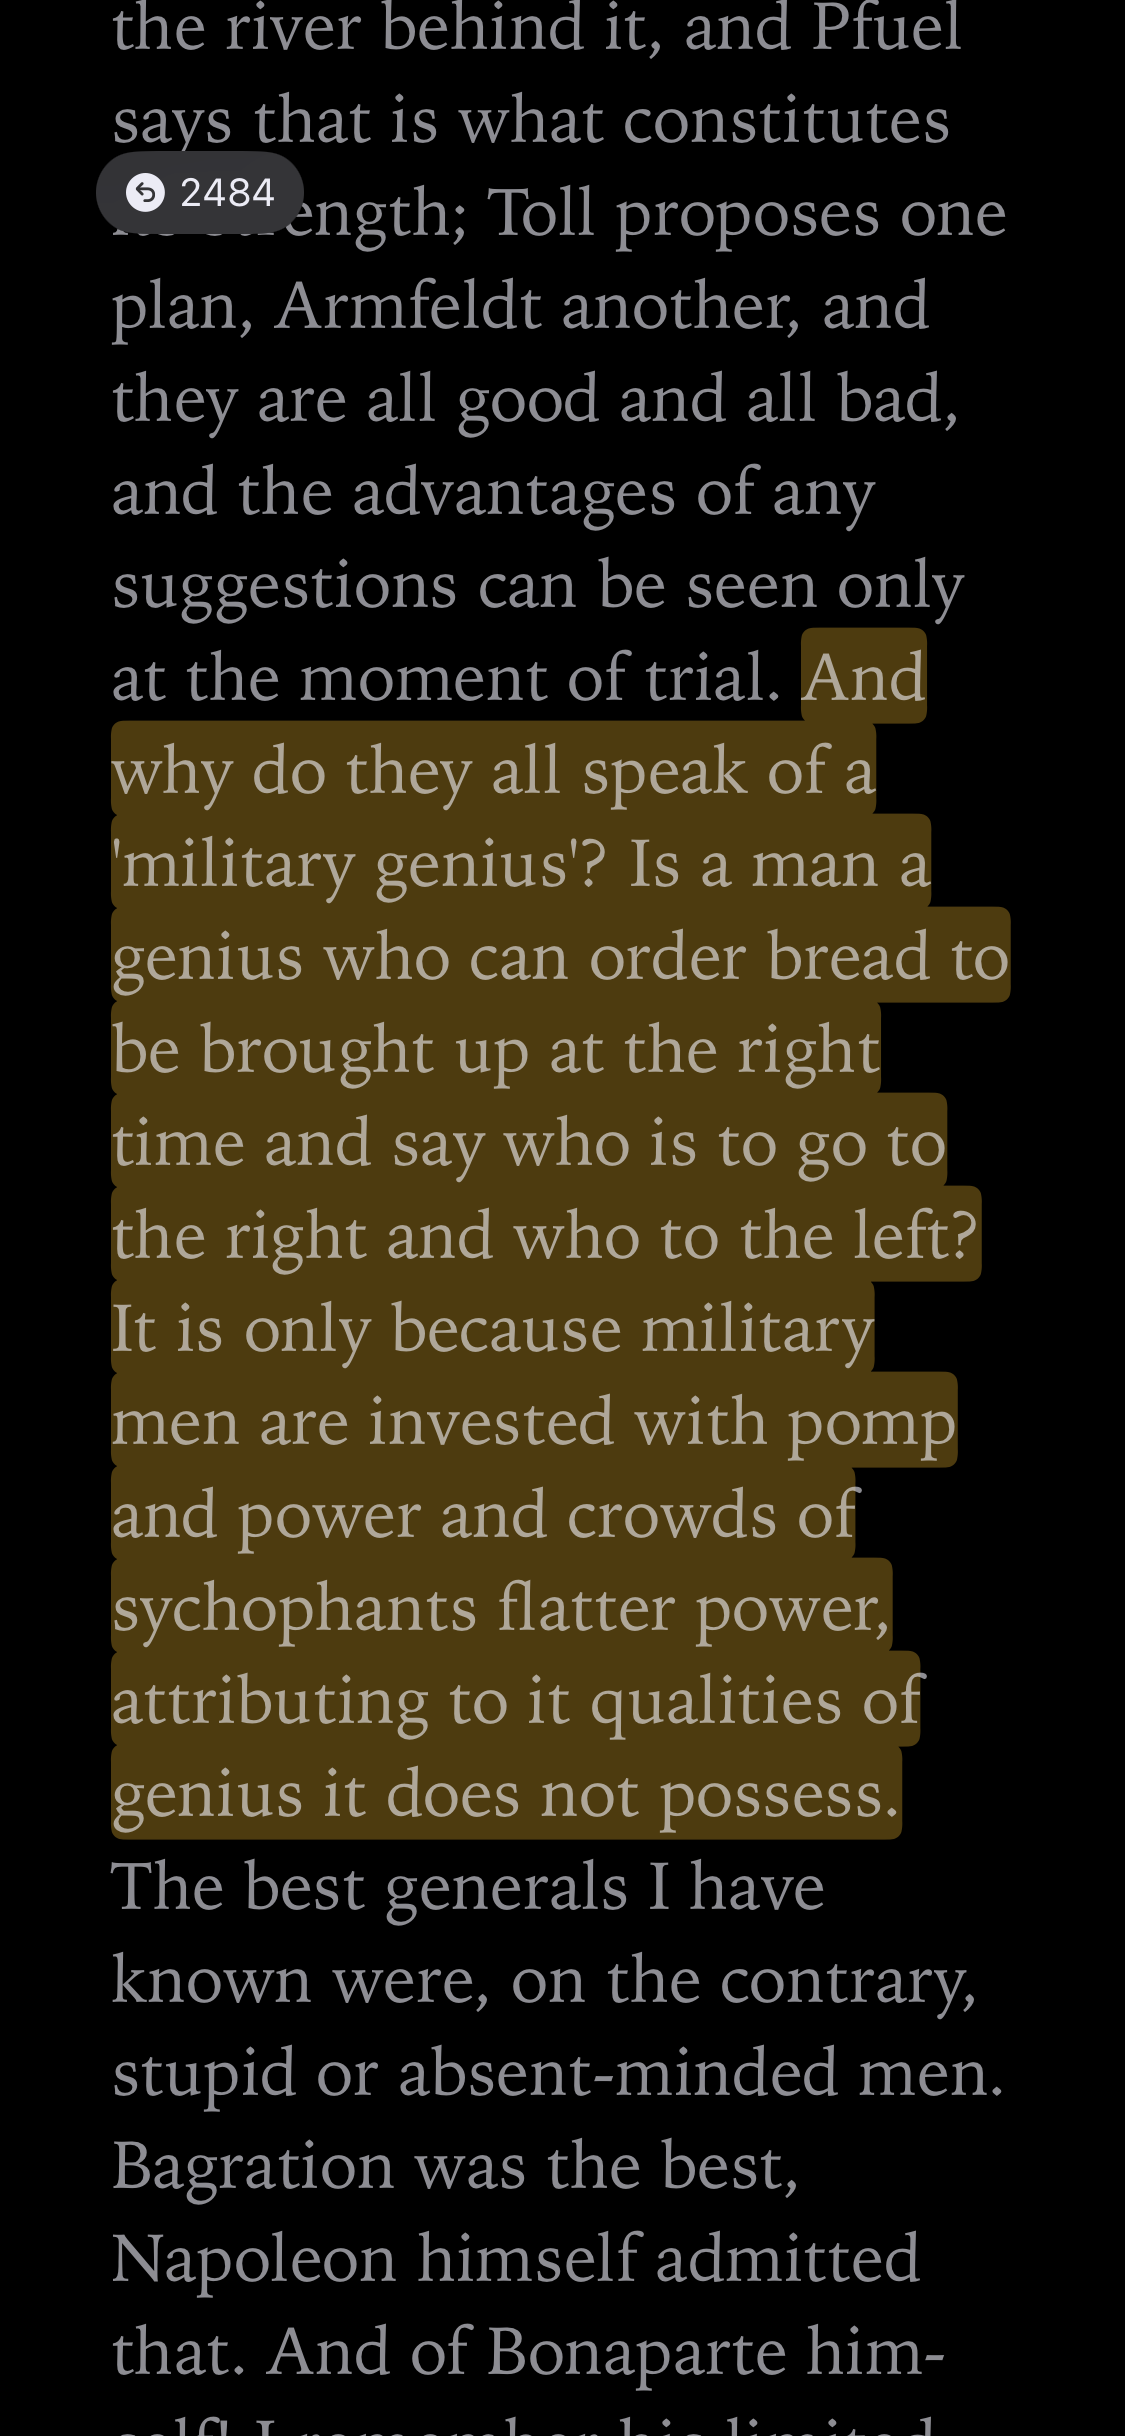 the river behind it, and Pfuel
says that is what constitutes
2484
ength; Toll proposes one
plan, Armfeldt another, and
they are all good and all bad,
and the advantages of any
suggestions can be seen only
at the moment of trial. And
why do they all speak of a
'military genius'? Is a man a
genius who can order bread to
be brought up at the right
time and say who is to go to
the right and who to the left?
It is only because military
men are invested with pomp
and power and crowds of
sychophants flatter power,
attributing to it qualities of
genius it does not possess.
The best generals I have
known were, on the contrary,
stupid or absent-minded men.
Bagration was the best,
Napoleon himself admitted
that. And of Bonaparte him-
self! I remember his limited